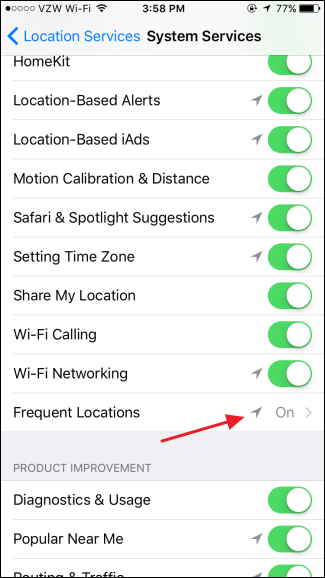 VZW Wi-Fi 3:58 PM 77%
Location Services System Services
HomeKit
Location-Based Alerts
Location-Based iAds
Motion Calibration & Distance
Safari & Spotlight Suggestions
Setting Time Zone
Share My Location
Wi-Fi Calling
Wi-Fi Networking
Frequent Locations On
PRODUCT IMPROVEMENT
Diagnostics & Usage
Popular Near Me
Routing & Traffic